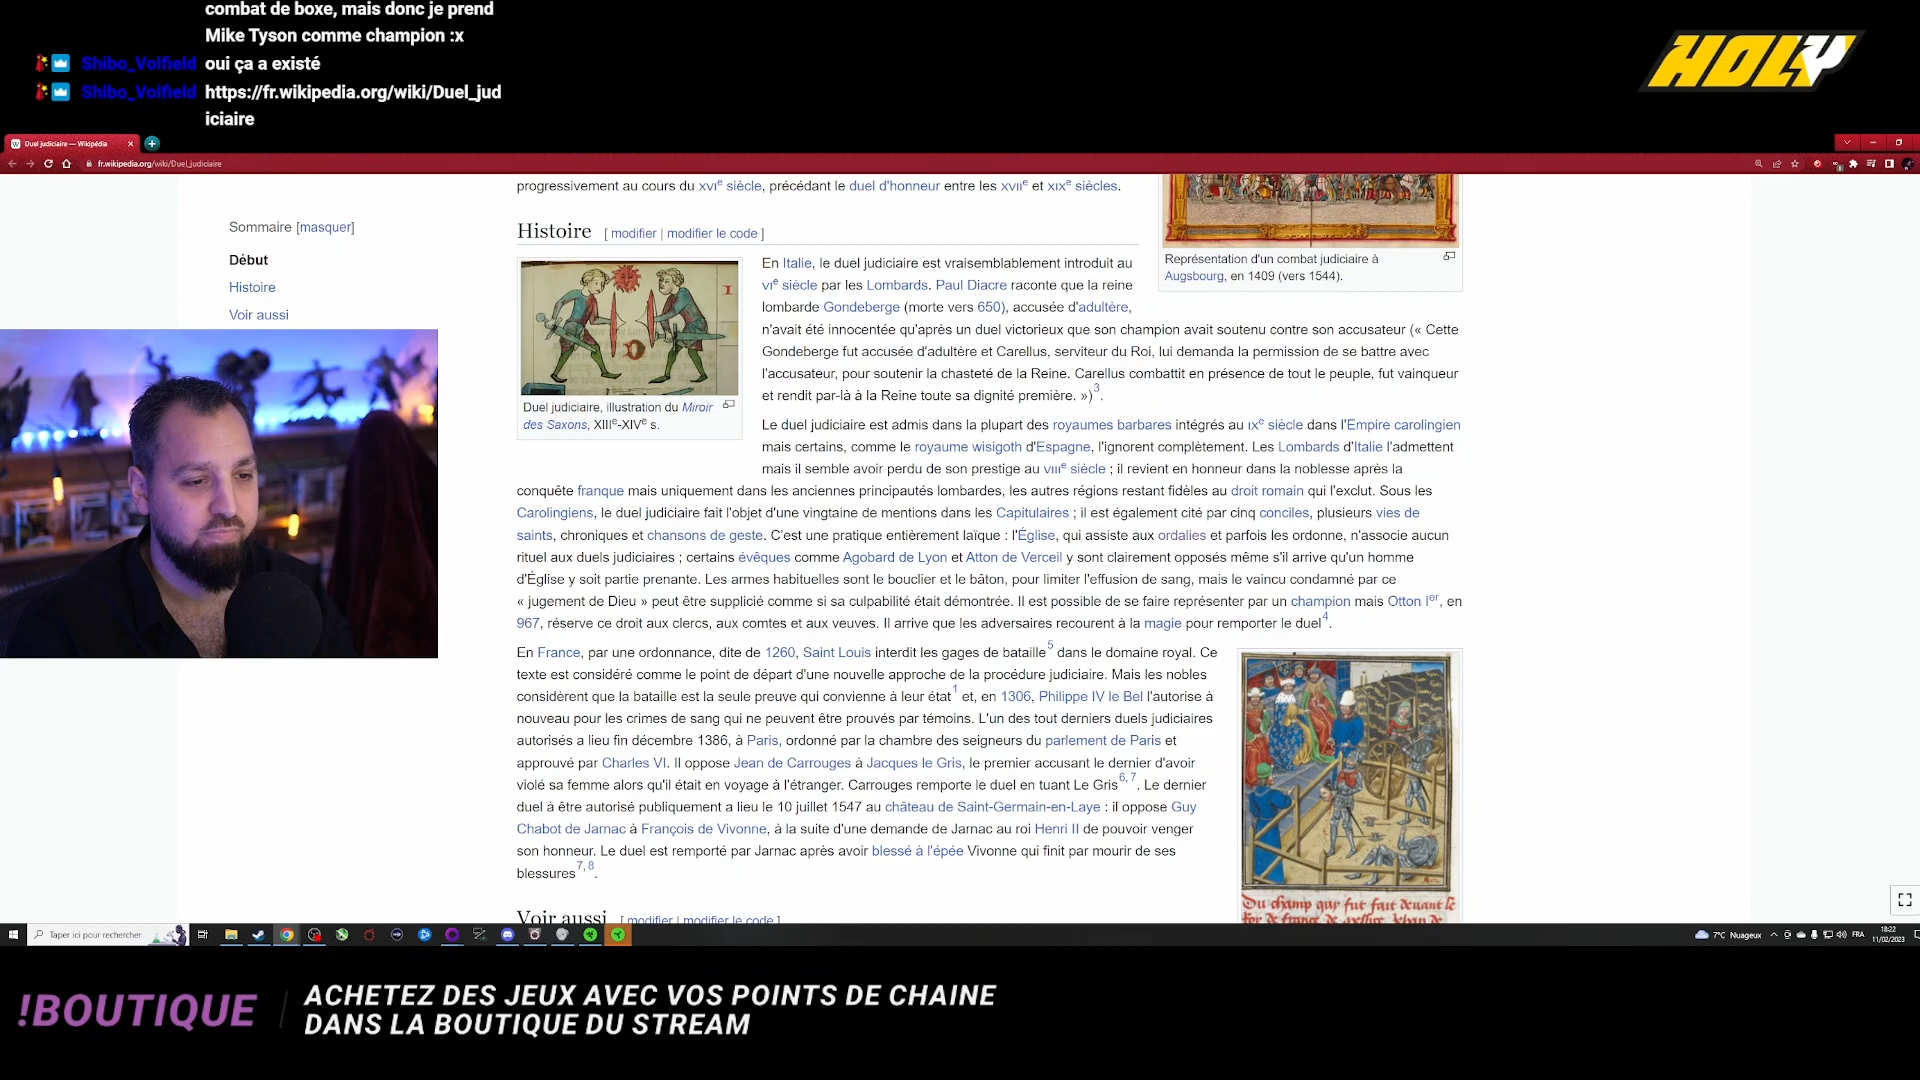 combat de boxe, mais donc je prend
Mike Tyson comme champion :x
Shibo_Volfield oui ça a existé
Shibo_Volfield https://fr.wikipedia.org/wiki/Duel_jud
iciaire
HOLY
Duel judiciaire — Wikipédia
fr.wikipedia.org/wiki/Duel_judiciaire
progressivement au cours du XVIe siècle, précédant le duel d'honneur entre les XVIIe et XIXe siècles.
Sommaire [masquer]
Début
Histoire
Voir aussi
Histoire [ modifier | modifier le code ]
Représentation d'un combat judiciaire à
Augsbourg, en 1409 (vers 1544).
Duel judiciaire, illustration du Miroir
des Saxons, XIIIe-XIVe s.
En Italie, le duel judiciaire est vraisemblablement introduit au
VIe siècle par les Lombards. Paul Diacre raconte que la reine
lombarde Gondeberge (morte vers 650), accusée d'adultère,
n'avait été innocentée qu'après un duel victorieux que son champion avait soutenu contre son accusateur (« Cette
Gondeberge fut accusée d'adultère et Carellus, serviteur du Roi, lui demanda la permission de se battre avec
l'accusateur, pour soutenir la chasteté de la Reine. Carellus combattit en présence de tout le peuple, fut vainqueur
et rendit par-là à la Reine toute sa dignité première. »)3.
Le duel judiciaire est admis dans la plupart des royaumes barbares intégrés au IXe siècle dans l'Empire carolingien
mais certains, comme le royaume wisigoth d'Espagne, l'ignorent complètement. Les Lombards d'Italie l'admettent
mais il semble avoir perdu de son prestige au VIIIe siècle ; il revient en honneur dans la noblesse après la
conquête franque mais uniquement dans les anciennes principautés lombardes, les autres régions restant fidèles au droit romain qui l'exclut. Sous les
Carolingiens, le duel judiciaire fait l'objet d'une vingtaine de mentions dans les Capitulaires ; il est également cité par cinq conciles, plusieurs vies de
saints, chroniques et chansons de geste. C'est une pratique entièrement laïque : l'Église, qui assiste aux ordalies et parfois les ordonne, n'associe aucun
rituel aux duels judiciaires ; certains évêques comme Agobard de Lyon et Atton de Verceil y sont clairement opposés même s'il arrive qu'un homme
d'Église y soit partie prenante. Les armes habituelles sont le bouclier et le bâton, pour limiter l'effusion de sang, mais le vaincu condamné par ce
« jugement de Dieu » peut être supplicié comme si sa culpabilité était démontrée. Il est possible de se faire représenter par un champion mais Otton Ier, en
967, réserve ce droit aux clercs, aux comtes et aux veuves. Il arrive que les adversaires recourent à la magie pour remporter le duel4.
En France, par une ordonnance, dite de 1260, Saint Louis interdit les gages de bataille5 dans le domaine royal. Ce
texte est considéré comme le point de départ d'une nouvelle approche de la procédure judiciaire. Mais les nobles
considèrent que la bataille est la seule preuve qui convienne à leur état1 et, en 1306, Philippe IV le Bel l'autorise à
nouveau pour les crimes de sang qui ne peuvent être prouvés par témoins. L'un des tout derniers duels judiciaires
autorisés a lieu fin décembre 1386, à Paris, ordonné par la chambre des seigneurs du parlement de Paris et
approuvé par Charles VI. Il oppose Jean de Carrouges à Jacques le Gris, le premier accusant le dernier d'avoir
violé sa femme alors qu'il était en voyage à l'étranger. Carrouges remporte le duel en tuant Le Gris6, 7. Le dernier
duel à être autorisé publiquement a lieu le 10 juillet 1547 au château de Saint-Germain-en-Laye : il oppose Guy
Chabot de Jarnac à François de Vivonne, à la suite d'une demande de Jarnac au roi Henri II de pouvoir venger
son honneur. Le duel est remporté par Jarnac après avoir blessé à l'épée Vivonne qui finit par mourir de ses
blessures7, 8.
Voir aussi [ modifier | modifier le code ]
Taper ici pour rechercher
7°C Nuageux
FRA
18:22
11/02/2023
!BOUTIQUE
ACHETEZ DES JEUX AVEC VOS POINTS DE CHAINE
DANS LA BOUTIQUE DU STREAM